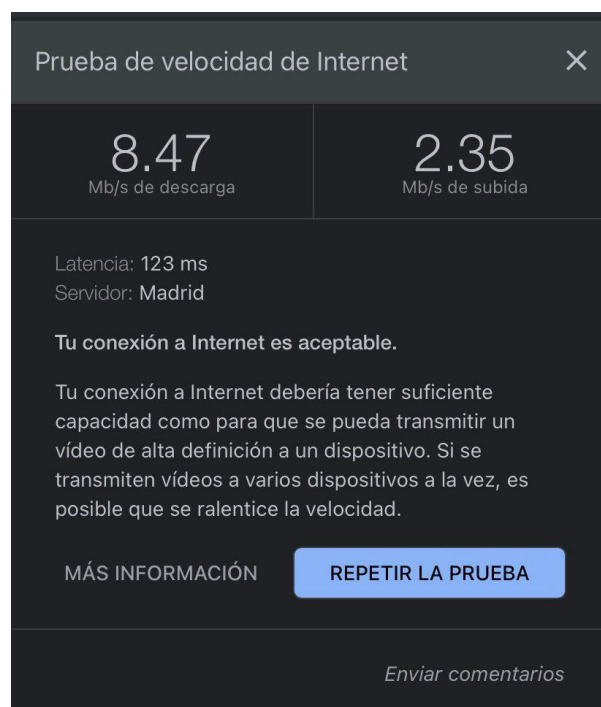 Prueba de velocidad de Internet
8.47
Mb/s de descarga
2.35
Mb/s de subida
Latencia: 123 ms
Servidor: Madrid
Tu conexión a Internet es aceptable.
Tu conexión a Internet debería tener suficiente
capacidad como para que se pueda transmitir un
vídeo de alta definición a un dispositivo. Si se
transmiten vídeos a varios dispositivos a la vez, es
posible que se ralentice la velocidad.
MÁS INFORMACIÓN
REPETIR LA PRUEBA
Enviar comentarios